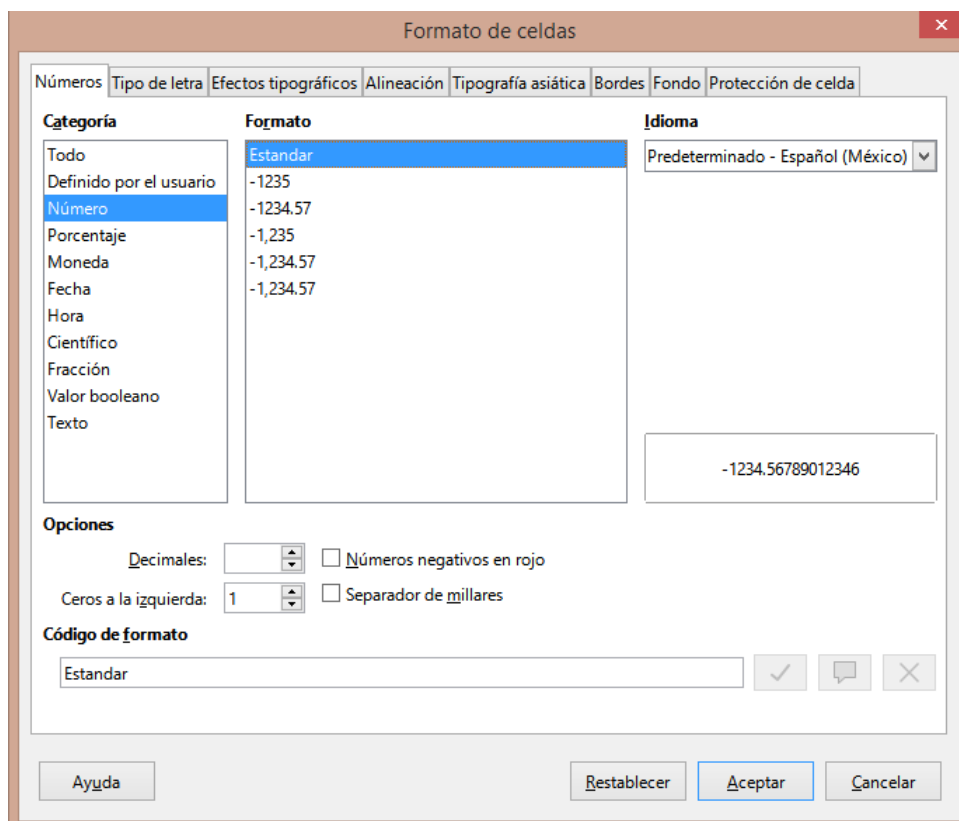 Formato de celdas
Números Tipo de letra Efectos tipográficos Alineación Tipografía asiática Bordes Fondo Protección de celda
Categoría
Todo
Definido por el usuario
Número
Porcentaje
Moneda
Fecha
Hora
Científico
Fracción
Valor booleano
Texto
Formato
Estandar
-1235
-1234.57
-1,235
-1,234.57
-1,234.57
Idioma
Predeterminado - Español (México)
-1234.56789012346
Opciones
Decimales:
Números negativos en rojo
Ceros a la izquierda: 1
Separador de millares
Código de formato
Estandar
Ayuda
Restablecer
Aceptar
Cancelar